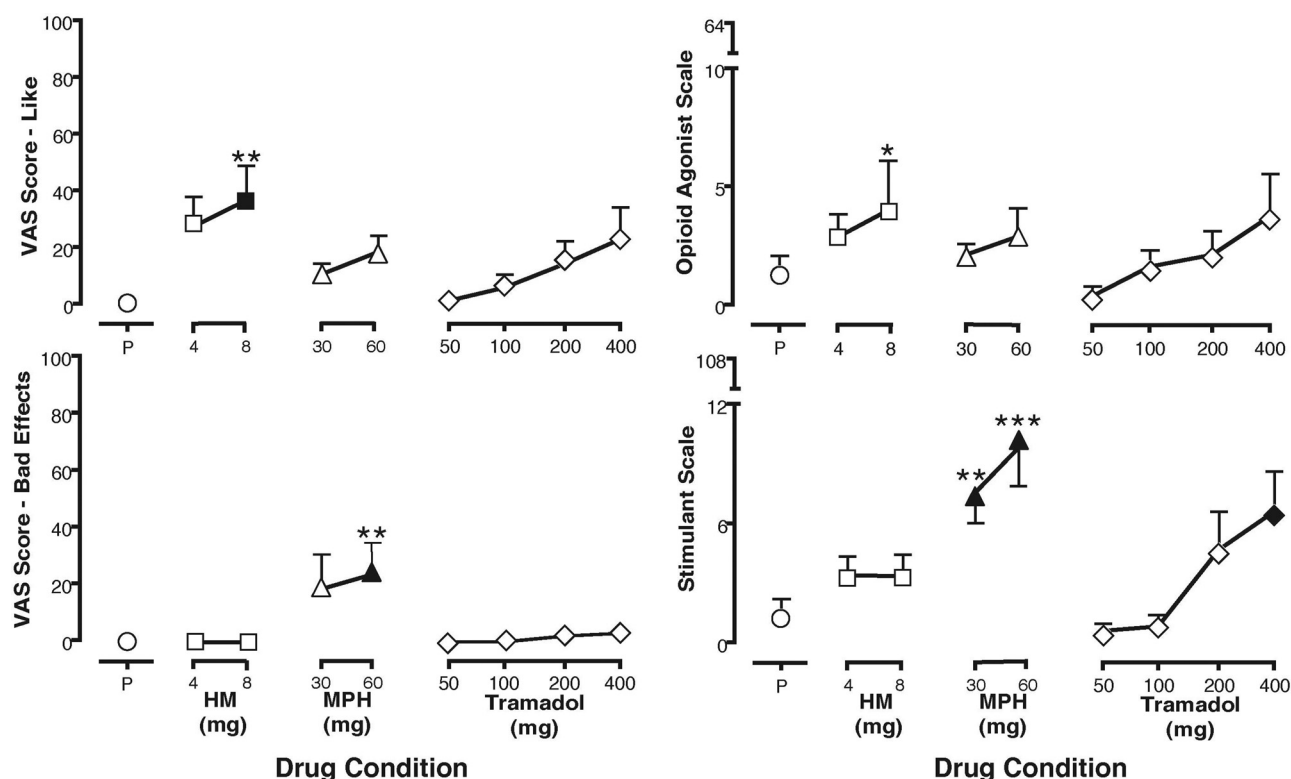 VAS Score - Like
100
80
60
40
20
0
**
P
4
8
30
60
50
100
200
400
Opioid Agonist Scale
64
10
5
0
*
P
4
8
30
60
50
100
200
400
VAS Score - Bad Effects
100
80
60
40
20
0
**
P
4
8
30
60
50
100
200
400
HM
(mg)
MPH
(mg)
Tramadol
(mg)
Drug Condition
Stimulant Scale
108
12
6
0
**
***
P
4
8
30
60
50
100
200
400
HM
(mg)
MPH
(mg)
Tramadol
(mg)
Drug Condition